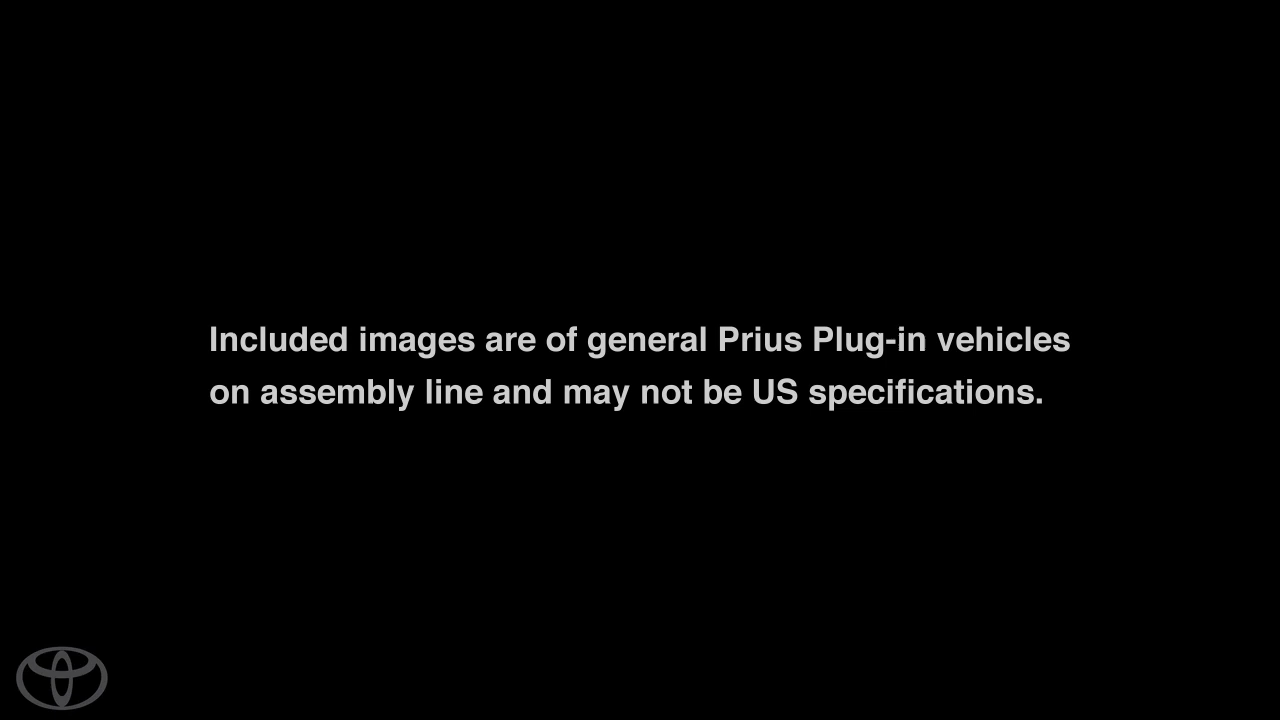 Included images are of general Prius Plug-in vehicles
on assembly line and may not be US specifications.